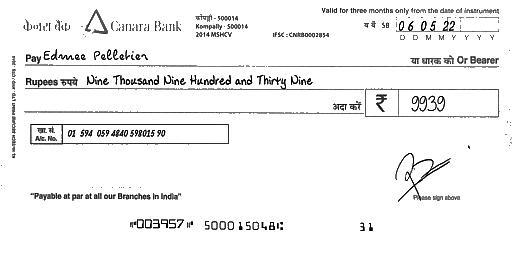 केनरा बैंक Canara Bank
कोंपल्ली - 500014
Kompally - 500014
2014 MSHCV
IFSC : CNRB0002854
Valid for three months only from the date of instrument
SB 06 05 22
D D M M Y Y Y Y
Pay Edmee Pelletier या धारक को Or Bearer
Rupees रुपये Nine Thousand Nine Hundred and Thirty Nine
अदा करें ₹ 9939
खा. सं.
A/c. No. 01 594 059 4840 598015 90
"Payable at par at all our Branches in India"
Please sign above
⑈003957⑈ 500015048⑆ 31